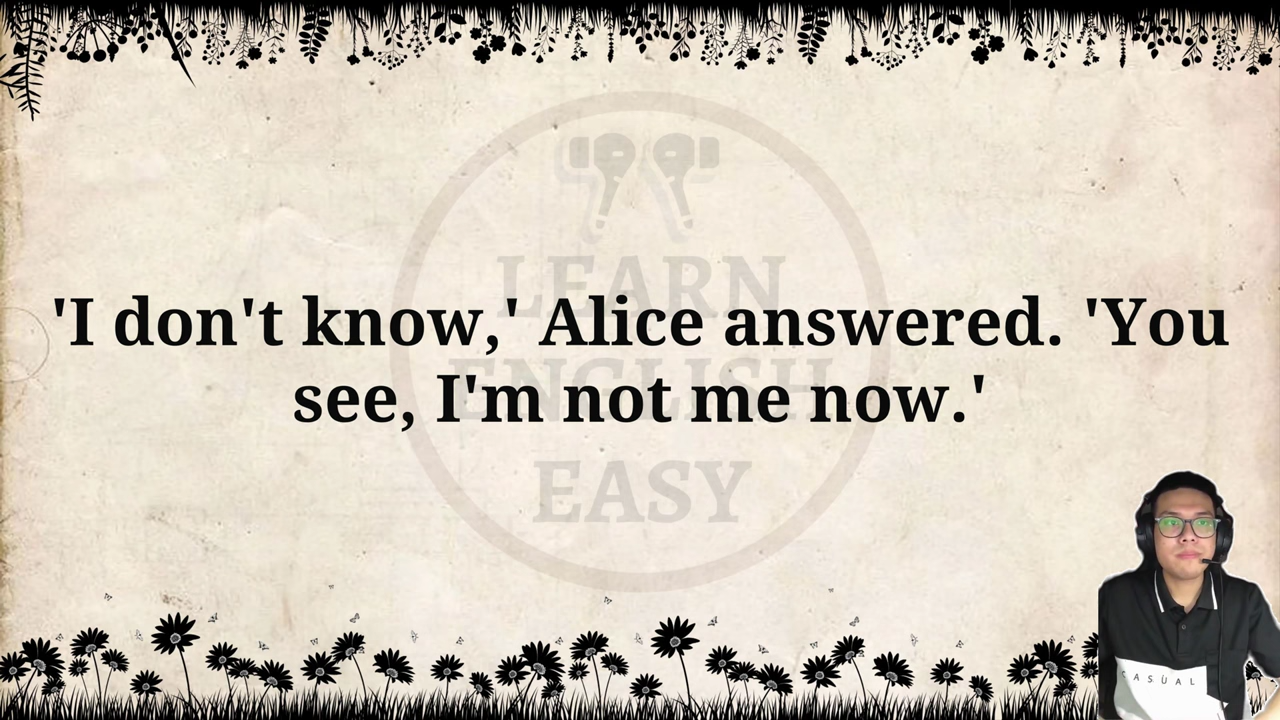 'I don't know,' Alice answered. 'You
see, I'm not me now.'
LEARN
ENGLISH
EASY
CASUAL